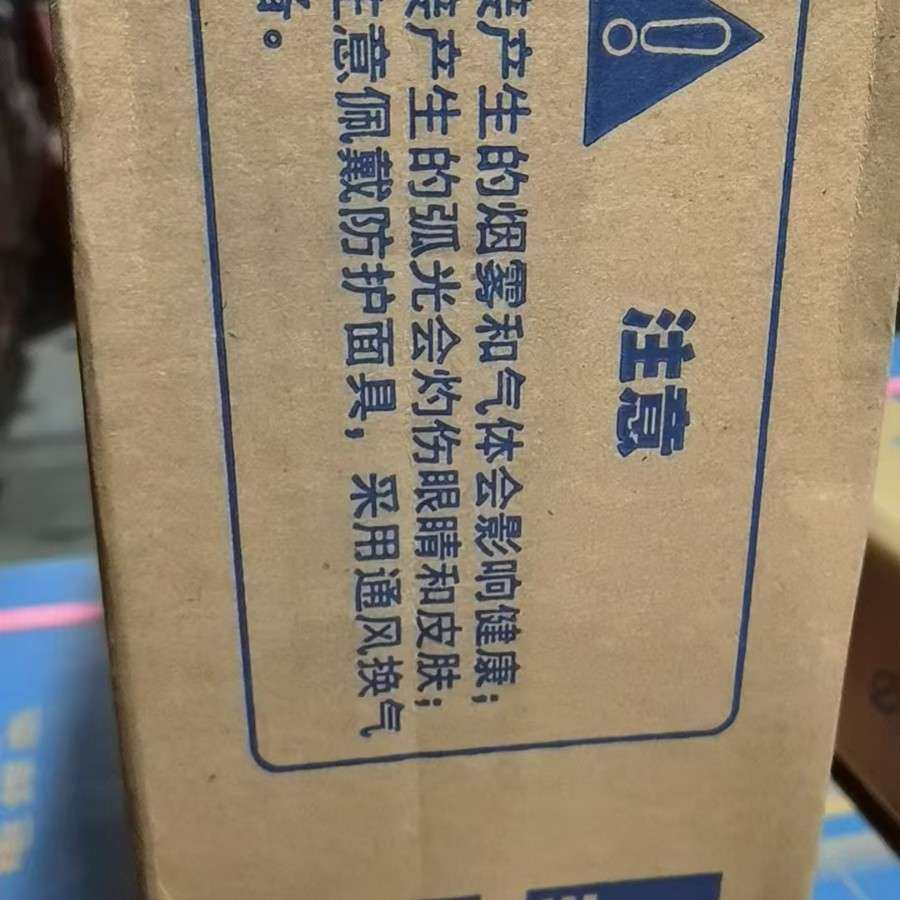 注意
产生的烟雾和气体会影响健康；
产生的弧光会灼伤眼睛和皮肤；
注意佩戴防护面具，采用通风换气
。